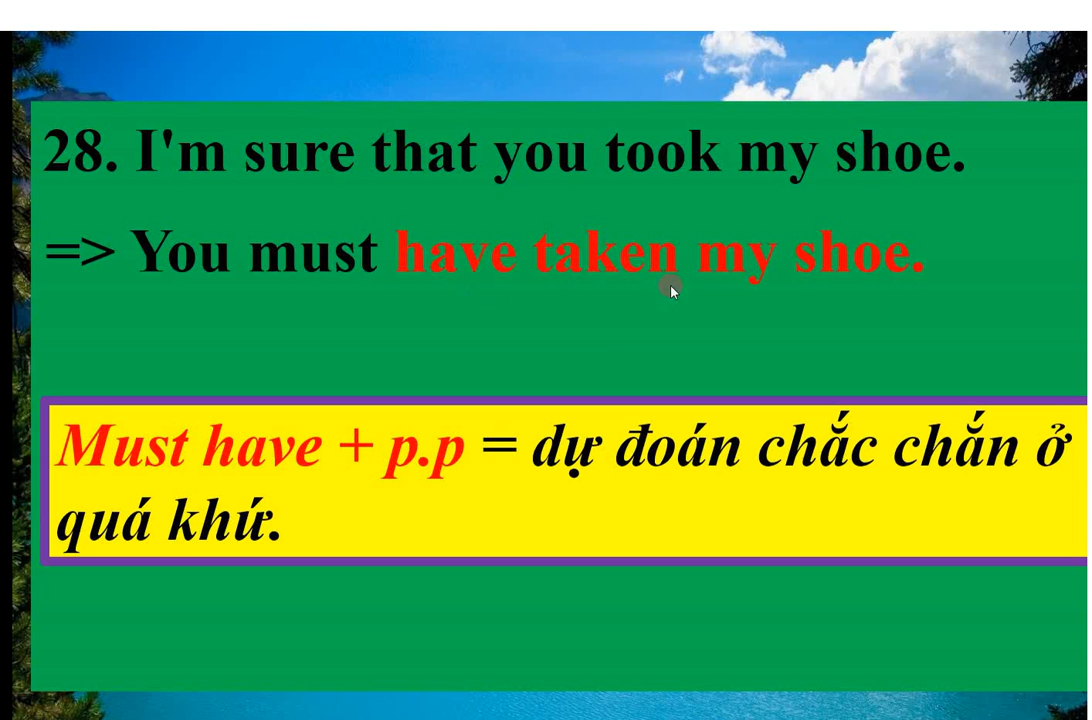 28. I'm sure that you took my shoe.
=> You must have taken my shoe.
Must have + p.p = dự đoán chắc chắn ở
quá khứ.